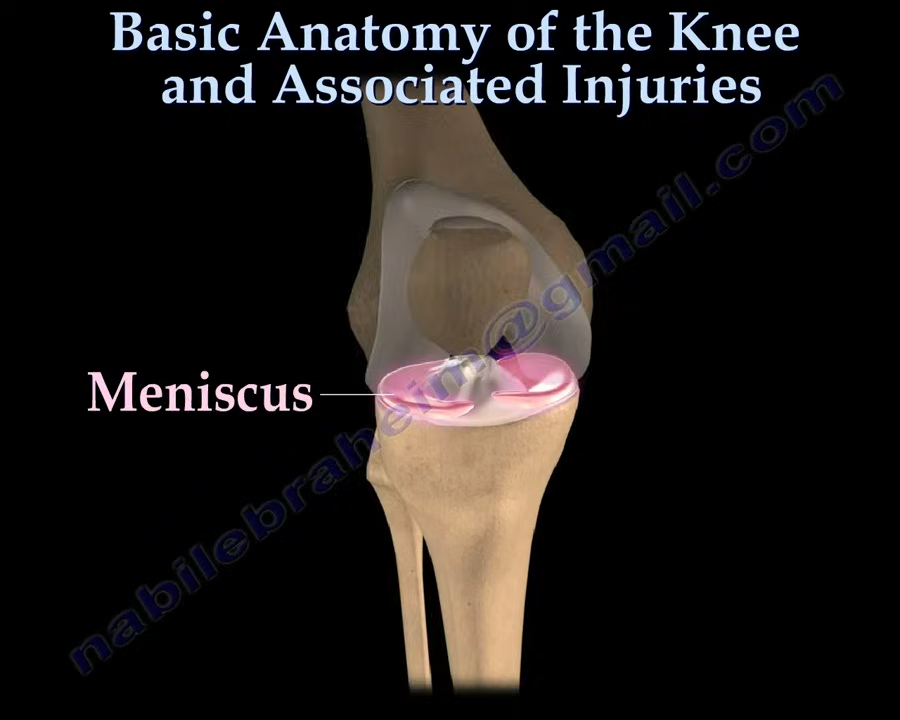 Basic Anatomy of the Knee
and Associated Injuries
Meniscus
nabilebraheim@gmail.com